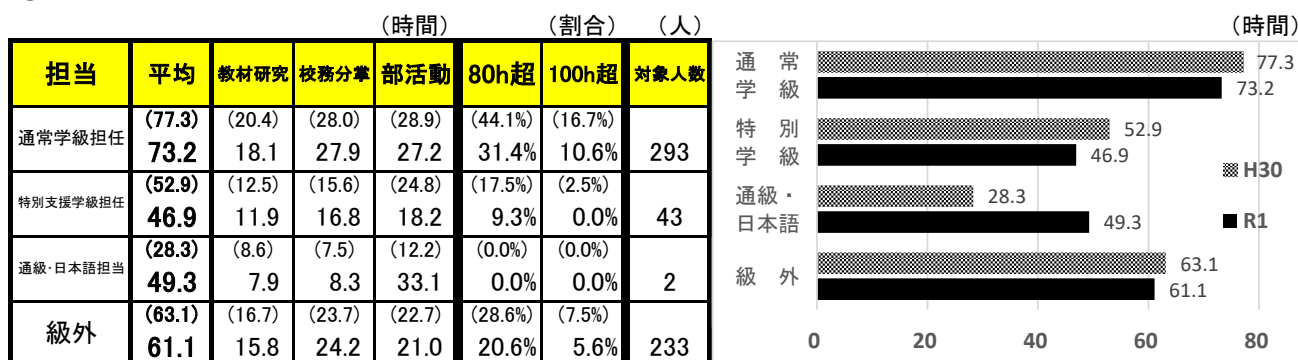 (時間) (割合) (人)
担当 平均 教材研究 校務分掌 部活動 80h超 100h超 対象人数
通常学級担任 (77.3) (20.4) (28.0) (28.9) (44.1%) (16.7%)
73.2 18.1 27.9 27.2 31.4% 10.6% 293
特別支援学級担任 (52.9) (12.5) (15.6) (24.8) (17.5%) (2.5%)
46.9 11.9 16.8 18.2 9.3% 0.0% 43
通級・日本語担当 (28.3) (8.6) (7.5) (12.2) (0.0%) (0.0%)
49.3 7.9 8.3 33.1 0.0% 0.0% 2
級外 (63.1) (16.7) (23.7) (22.7) (28.6%) (7.5%)
61.1 15.8 24.2 21.0 20.6% 5.6% 233
(時間)
通常 77.3
学級 73.2
特別 52.9
学級 46.9
通級・ 28.3
日本語 49.3
級外 63.1
61.1
H30
R1
0 20 40 60 80